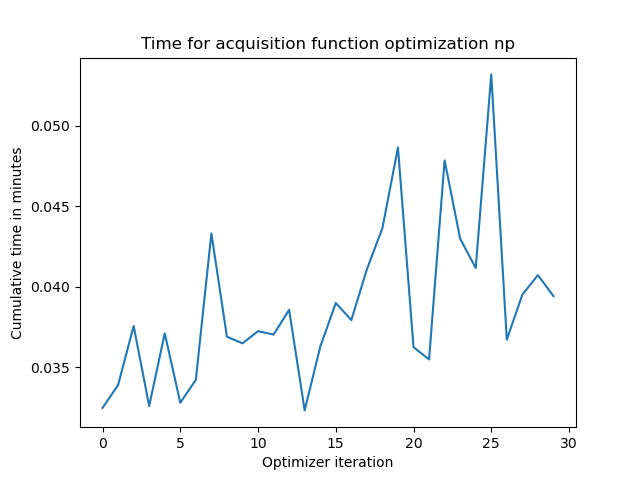 Time for acquisition function optimization np
Cumulative time in minutes
0.050
0.045
0.040
0.035
0 5 10 15 20 25 30
Optimizer iteration